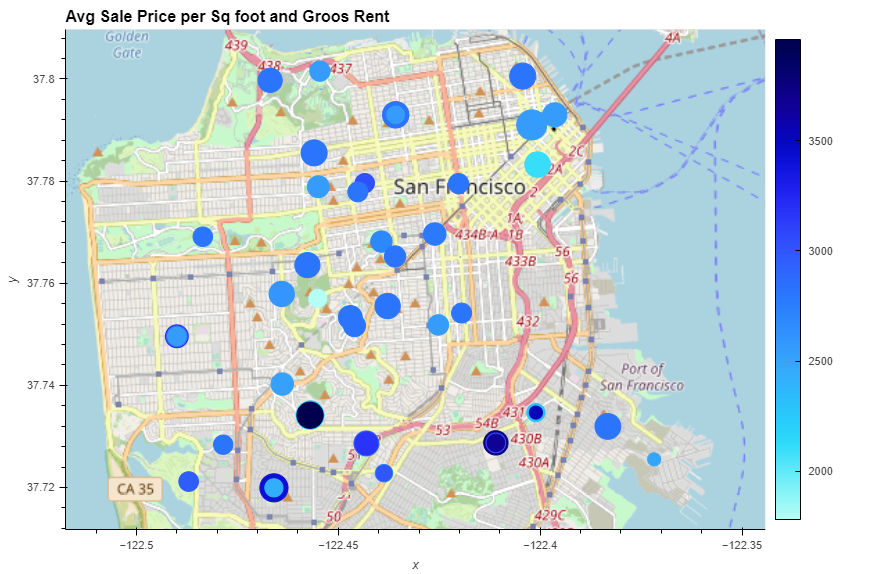 Avg Sale Price per Sq foot and Groos Rent
Golden
Gate
439
438
437
4A
37.8
3500
2C
2A
37.78
San Francisco
2
1A
434B
A
1B
y
433B
56
56
3000
37.76
432
2500
Port of
San Francisco
37.74
431
54B
53
430B
430A
2000
CA 35
37.72
50
429C
−122.5
−122.45
−122.4
−122.35
x